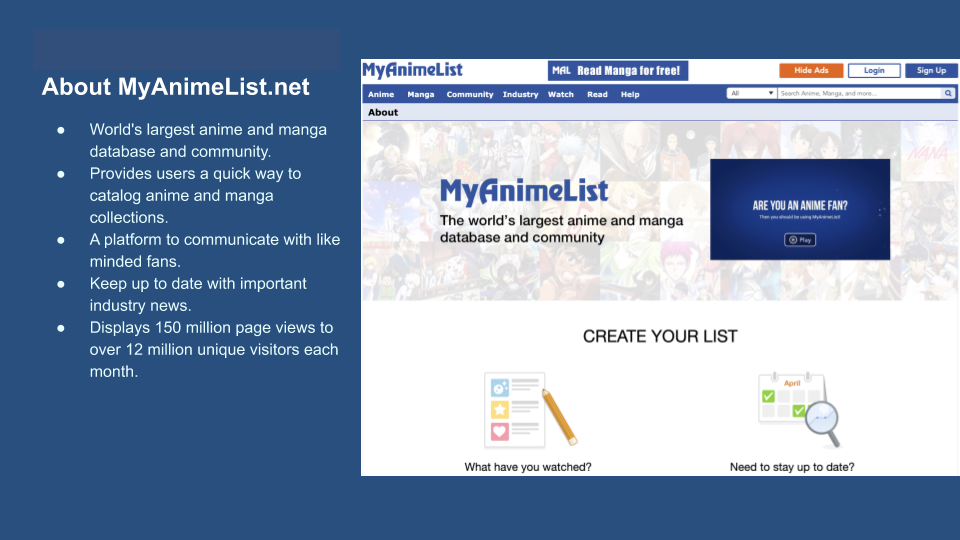 About MyAnimeList.net
● World's largest anime and manga
database and community.
● Provides users a quick way to
catalog anime and manga
collections.
● A platform to communicate with like
minded fans.
● Keep up to date with important
industry news.
● Displays 150 million page views to
over 12 million unique visitors each
month.
MyAnimeList
MAL Read Manga for free!
Hide Ads Login Sign Up
Anime Manga Community Industry Watch Read Help
All Search Anime, Manga, and more...
About
NANA
MyAnimeList
The world's largest anime and manga
database and community
ARE YOU AN ANIME FAN?
Then you should be using MyAnimeList!
Play
CREATE YOUR LIST
April
What have you watched?
Need to stay up to date?